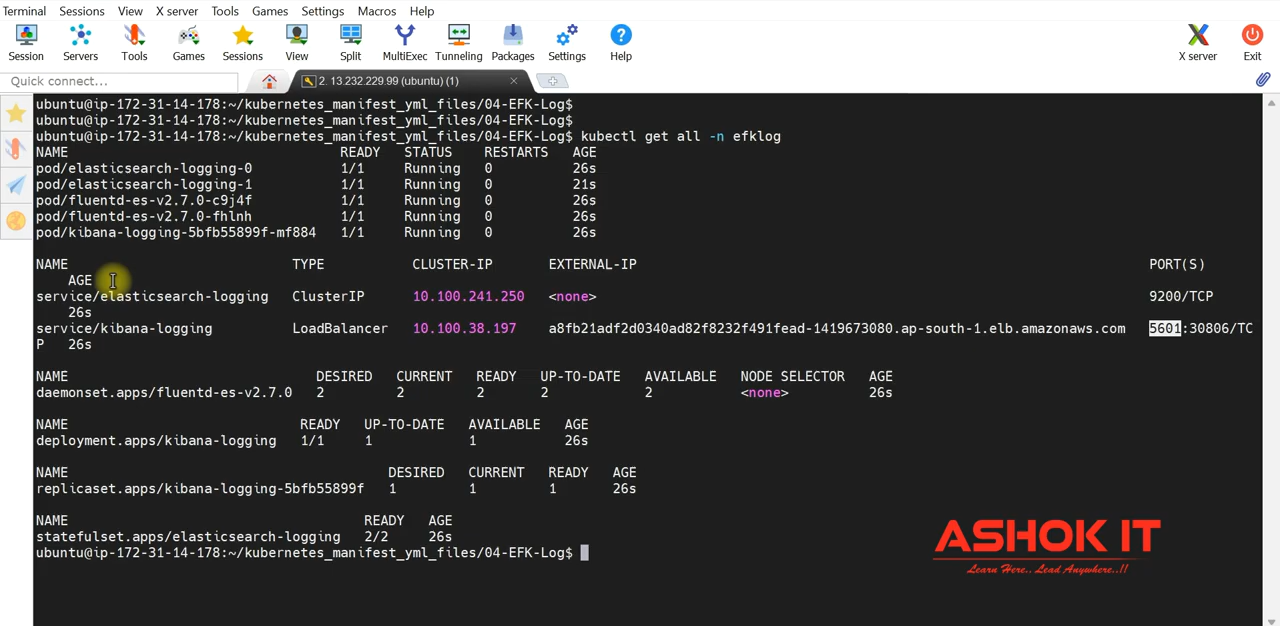 Terminal Sessions View X server Tools Games Settings Macros Help
Session Servers Tools Games Sessions View Split MultiExec Tunneling Packages Settings Help X server Exit
Quick connect... 2. 13.232.229.99 (ubuntu) (1)
ubuntu@ip-172-31-14-178:~/kubernetes_manifest_yml_files/04-EFK-Log$
ubuntu@ip-172-31-14-178:~/kubernetes_manifest_yml_files/04-EFK-Log$
ubuntu@ip-172-31-14-178:~/kubernetes_manifest_yml_files/04-EFK-Log$ kubectl get all -n efklog
NAME READY STATUS RESTARTS AGE
pod/elasticsearch-logging-0 1/1 Running 0 26s
pod/elasticsearch-logging-1 1/1 Running 0 21s
pod/fluentd-es-v2.7.0-c9j4f 1/1 Running 0 26s
pod/fluentd-es-v2.7.0-fhlnh 1/1 Running 0 26s
pod/kibana-logging-5bfb55899f-mf884 1/1 Running 0 26s
NAME TYPE CLUSTER-IP EXTERNAL-IP PORT(S)
AGE
service/elasticsearch-logging ClusterIP 10.100.241.250 <none> 9200/TCP
26s
service/kibana-logging LoadBalancer 10.100.38.197 a8fb21adf2d0340ad82f8232f491fead-1419673080.ap-south-1.elb.amazonaws.com 5601:30806/TC
P 26s
NAME DESIRED CURRENT READY UP-TO-DATE AVAILABLE NODE SELECTOR AGE
daemonset.apps/fluentd-es-v2.7.0 2 2 2 2 2 <none> 26s
NAME READY UP-TO-DATE AVAILABLE AGE
deployment.apps/kibana-logging 1/1 1 1 26s
NAME DESIRED CURRENT READY AGE
replicaset.apps/kibana-logging-5bfb55899f 1 1 1 26s
NAME READY AGE
statefulset.apps/elasticsearch-logging 2/2 26s
ubuntu@ip-172-31-14-178:~/kubernetes_manifest_yml_files/04-EFK-Log$
ASHOK IT
Learn Here.. Lead Anywhere..!!